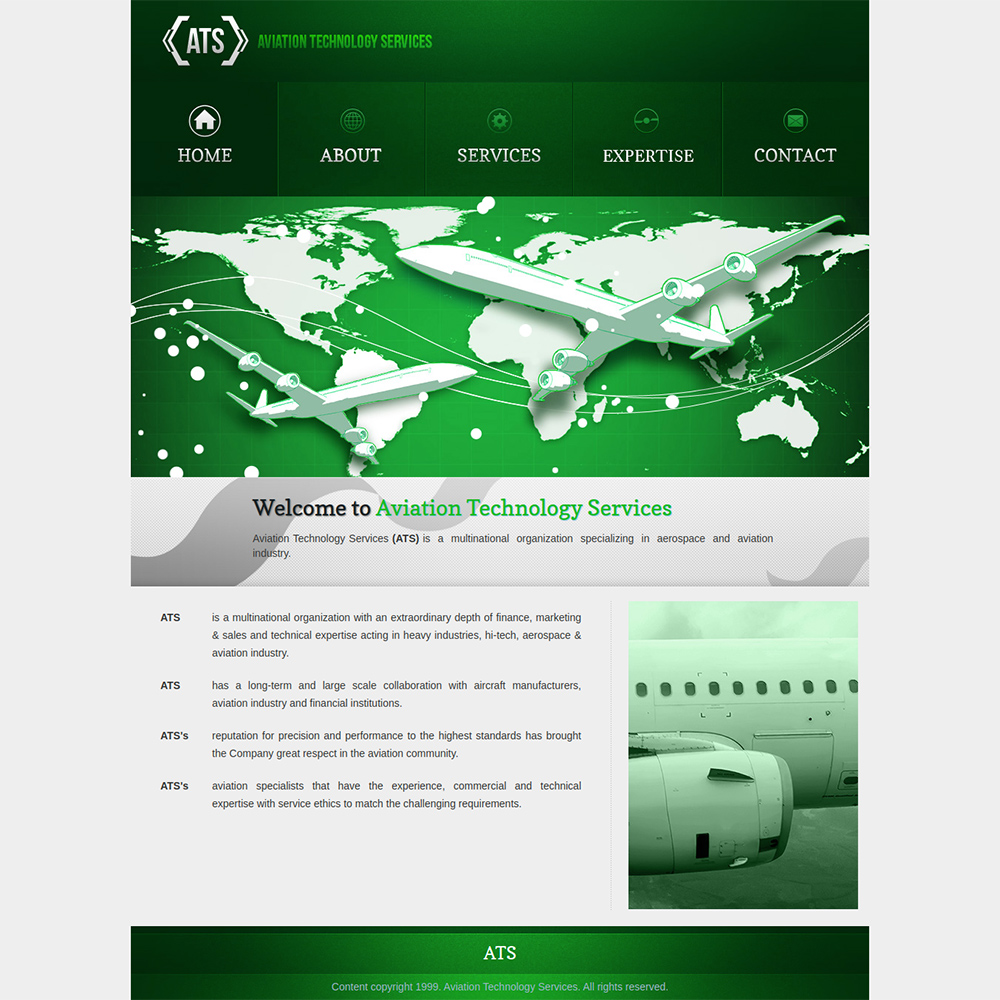 ATS AVIATION TECHNOLOGY SERVICES
HOME ABOUT SERVICES EXPERTISE CONTACT
Welcome to Aviation Technology Services
Aviation Technology Services (ATS) is a multinational organization specializing in aerospace and aviation
industry.
ATS is a multinational organization with an extraordinary depth of finance, marketing
& sales and technical expertise acting in heavy industries, hi-tech, aerospace &
aviation industry.
ATS has a long-term and large scale collaboration with aircraft manufacturers,
aviation industry and financial institutions.
ATS's reputation for precision and performance to the highest standards has brought
the Company great respect in the aviation community.
ATS's aviation specialists that have the experience, commercial and technical
expertise with service ethics to match the challenging requirements.
ATS
Content copyright 1999. Aviation Technology Services. All rights reserved.